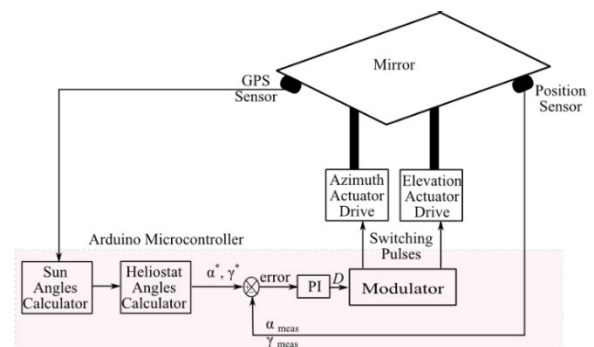 Mirror
GPS
Sensor
Position
Sensor
Azimuth
Actuator
Drive
Elevation
Actuator
Drive
Arduino Microcontroller
Switching
Pulses
Sun
Angles
Calculator
Heliostat
Angles
Calculator
α*, γ*
error
PI
D
Modulator
α meas
γ meas